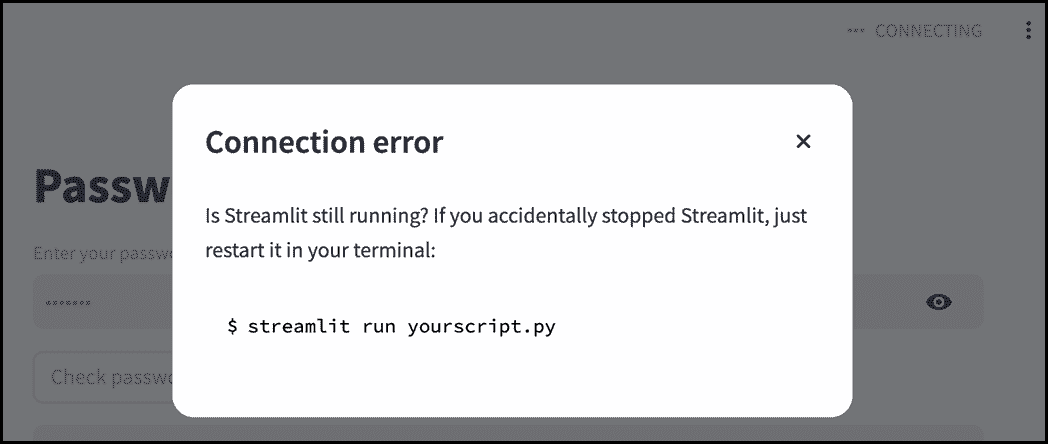 CONNECTING
Connection error
Passw
Is Streamlit still running? If you accidentally stopped Streamlit, just
restart it in your terminal:
Enter your passw
$ streamlit run yourscript.py
Check passw